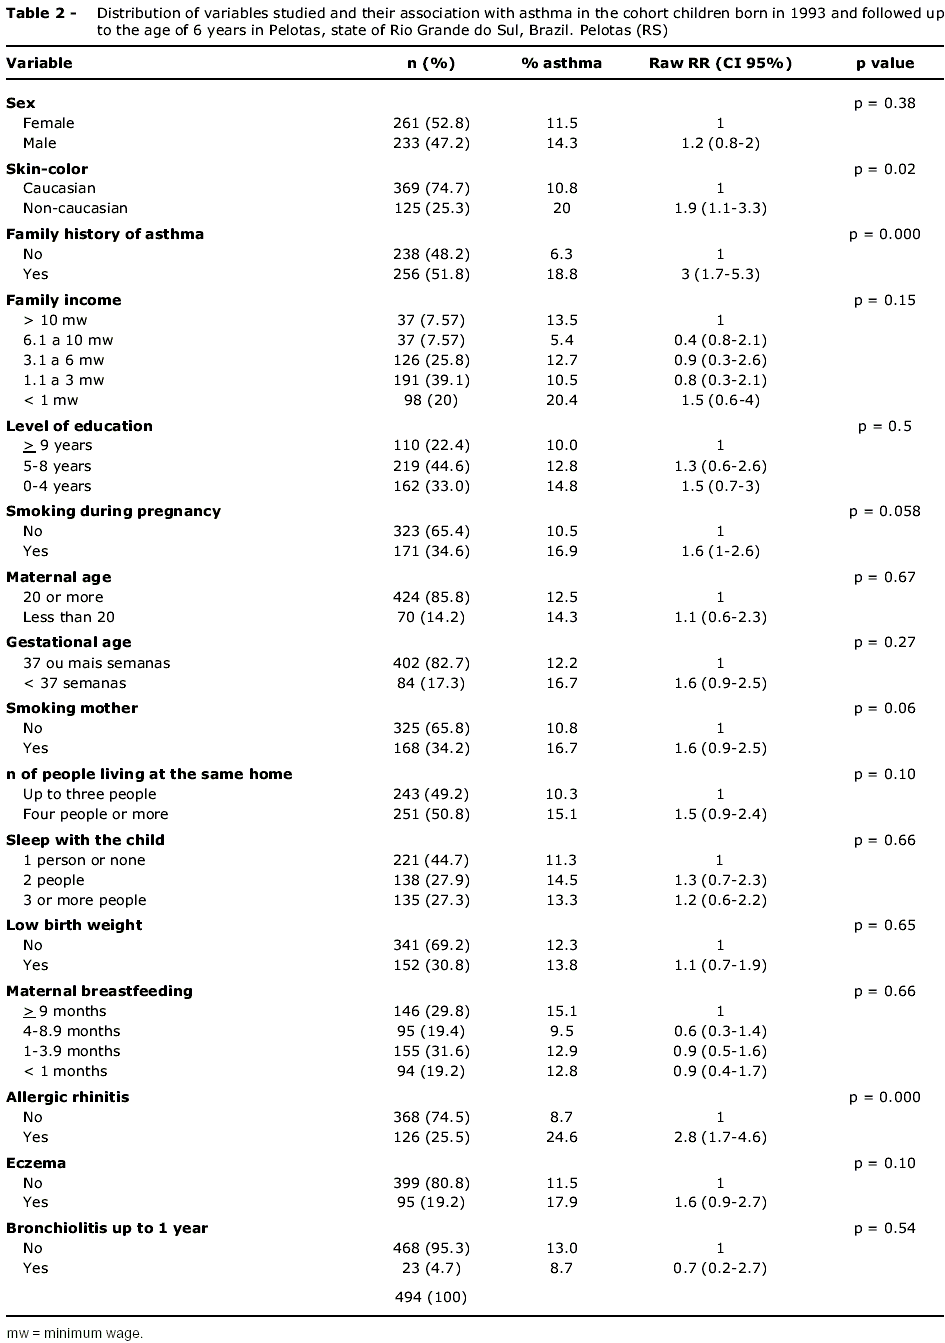 Table 2 - Distribution of variables studied and their association with asthma in the cohort children born in 1993 and followed up
to the age of 6 years in Pelotas, state of Rio Grande do Sul, Brazil. Pelotas (RS)
Variable n (%) % asthma Raw RR (CI 95%) p value
Sex p = 0.38
Female 261 (52.8) 11.5 1
Male 233 (47.2) 14.3 1.2 (0.8-2)
Skin-color p = 0.02
Caucasian 369 (74.7) 10.8 1
Non-caucasian 125 (25.3) 20 1.9 (1.1-3.3)
Family history of asthma p = 0.000
No 238 (48.2) 6.3 1
Yes 256 (51.8) 18.8 3 (1.7-5.3)
Family income p = 0.15
> 10 mw 37 (7.57) 13.5 1
6.1 a 10 mw 37 (7.57) 5.4 0.4 (0.8-2.1)
3.1 a 6 mw 126 (25.8) 12.7 0.9 (0.3-2.6)
1.1 a 3 mw 191 (39.1) 10.5 0.8 (0.3-2.1)
< 1 mw 98 (20) 20.4 1.5 (0.6-4)
Level of education p = 0.5
≥ 9 years 110 (22.4) 10.0 1
5-8 years 219 (44.6) 12.8 1.3 (0.6-2.6)
0-4 years 162 (33.0) 14.8 1.5 (0.7-3)
Smoking during pregnancy p = 0.058
No 323 (65.4) 10.5 1
Yes 171 (34.6) 16.9 1.6 (1-2.6)
Maternal age p = 0.67
20 or more 424 (85.8) 12.5 1
Less than 20 70 (14.2) 14.3 1.1 (0.6-2.3)
Gestational age p = 0.27
37 ou mais semanas 402 (82.7) 12.2 1
< 37 semanas 84 (17.3) 16.7 1.6 (0.9-2.5)
Smoking mother p = 0.06
No 325 (65.8) 10.8 1
Yes 168 (34.2) 16.7 1.6 (0.9-2.5)
n of people living at the same home p = 0.10
Up to three people 243 (49.2) 10.3 1
Four people or more 251 (50.8) 15.1 1.5 (0.9-2.4)
Sleep with the child p = 0.66
1 person or none 221 (44.7) 11.3 1
2 people 138 (27.9) 14.5 1.3 (0.7-2.3)
3 or more people 135 (27.3) 13.3 1.2 (0.6-2.2)
Low birth weight p = 0.65
No 341 (69.2) 12.3 1
Yes 152 (30.8) 13.8 1.1 (0.7-1.9)
Maternal breastfeeding p = 0.66
≥ 9 months 146 (29.8) 15.1 1
4-8.9 months 95 (19.4) 9.5 0.6 (0.3-1.4)
1-3.9 months 155 (31.6) 12.9 0.9 (0.5-1.6)
< 1 months 94 (19.2) 12.8 0.9 (0.4-1.7)
Allergic rhinitis p = 0.000
No 368 (74.5) 8.7 1
Yes 126 (25.5) 24.6 2.8 (1.7-4.6)
Eczema p = 0.10
No 399 (80.8) 11.5 1
Yes 95 (19.2) 17.9 1.6 (0.9-2.7)
Bronchiolitis up to 1 year p = 0.54
No 468 (95.3) 13.0 1
Yes 23 (4.7) 8.7 0.7 (0.2-2.7)
494 (100)
mw = minimum wage.